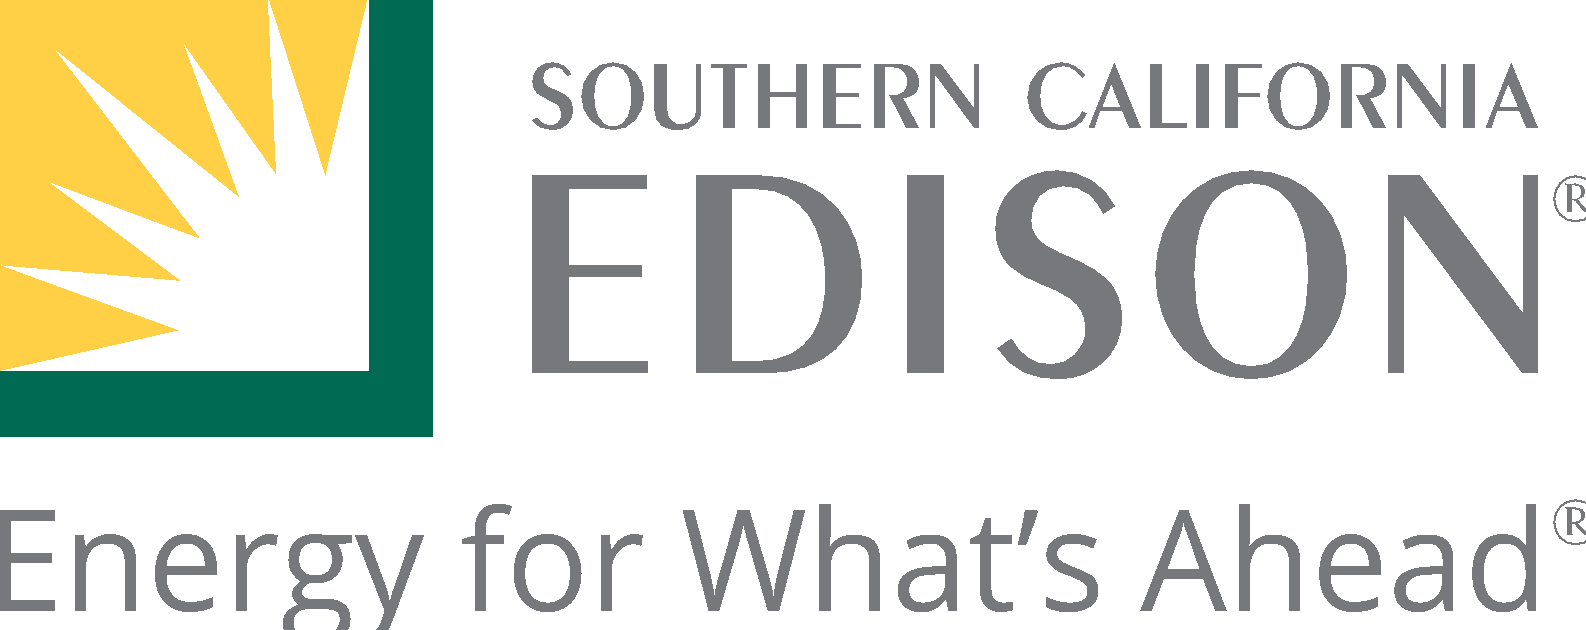 SOUTHERN CALIFORNIA
EDISON®
Energy for What's Ahead®